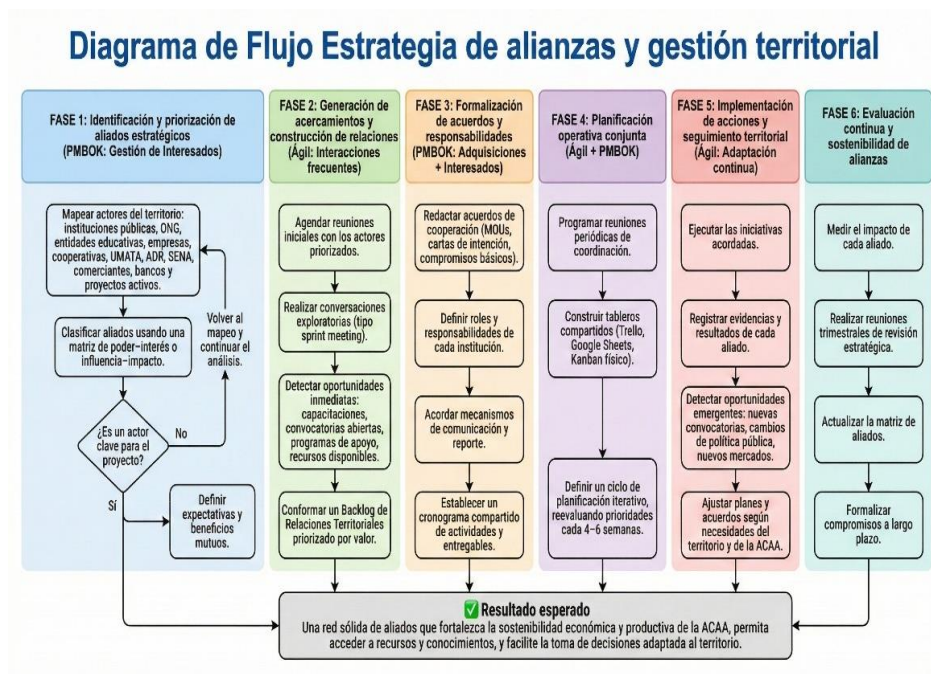 Diagrama de Flujo Estrategia de alianzas y gestión territorial
FASE 1: Identificación y priorización de
aliados estratégicos
(PMBOK: Gestión de Interesados)
Mapear actores del territorio:
instituciones públicas, ONG,
entidades educativas, empresas,
cooperativas, UMATA, ADR, SENA,
comerciantes, bancos y
proyectos activos.
Clasificar aliados usando una
matriz de poder–interés o
influencia–impacto.
Volver al
mapeo y
continuar el
análisis.
¿Es un actor
clave para el
proyecto?
No
Sí
Definir
expectativas y
beneficios
mutuos.
FASE 2: Generación de
acercamientos y
construcción de relaciones
(Ágil: Interacciones
frecuentes)
Agendar reuniones
iniciales con los actores
priorizados.
Realizar conversaciones
exploratorias (tipo
sprint meeting).
Detectar oportunidades
inmediatas:
capacitaciones,
convocatorias abiertas,
programas de apoyo,
recursos disponibles.
Conformar un Backlog de
Relaciones Territoriales
priorizado por valor.
FASE 3: Formalización
de acuerdos y
responsabilidades
(PMBOK: Adquisiciones
+ Interesados)
Redactar acuerdos de
cooperación (MOUs,
cartas de intención,
compromisos básicos).
Definir roles y
responsabilidades de
cada institución.
Acordar mecanismos
de comunicación y
reporte.
Establecer un
cronograma compartido
de actividades y
entregables.
FASE 4: Planificación
operativa conjunta
(Ágil + PMBOK)
Programar reuniones
periódicas de
coordinación.
Construir tableros
compartidos (Trello,
Google Sheets,
Kanban físico).
Definir un ciclo de
planificación iterativo,
reevaluando prioridades
cada 4–6 semanas.
FASE 5: Implementación
de acciones y
seguimiento territorial
(Ágil: Adaptación
continua)
Ejecutar las iniciativas
acordadas.
Registrar evidencias y
resultados de cada
aliado.
Detectar oportunidades
emergentes: nuevas
convocatorias, cambios
de política pública,
nuevos mercados.
Ajustar planes y
acuerdos según
necesidades del
territorio y de la ACAA.
FASE 6: Evaluación
continua y
sostenibilidad de
alianzas
Medir el impacto de
cada aliado.
Realizar reuniones
trimestrales de revisión
estratégica.
Actualizar la matriz de
aliados.
Formalizar
compromisos a largo
plazo.
✅ Resultado esperado
Una red sólida de aliados que fortalezca la sostenibilidad económica y productiva de la ACAA, permita
acceder a recursos y conocimientos, y facilite la toma de decisiones adaptada al territorio.